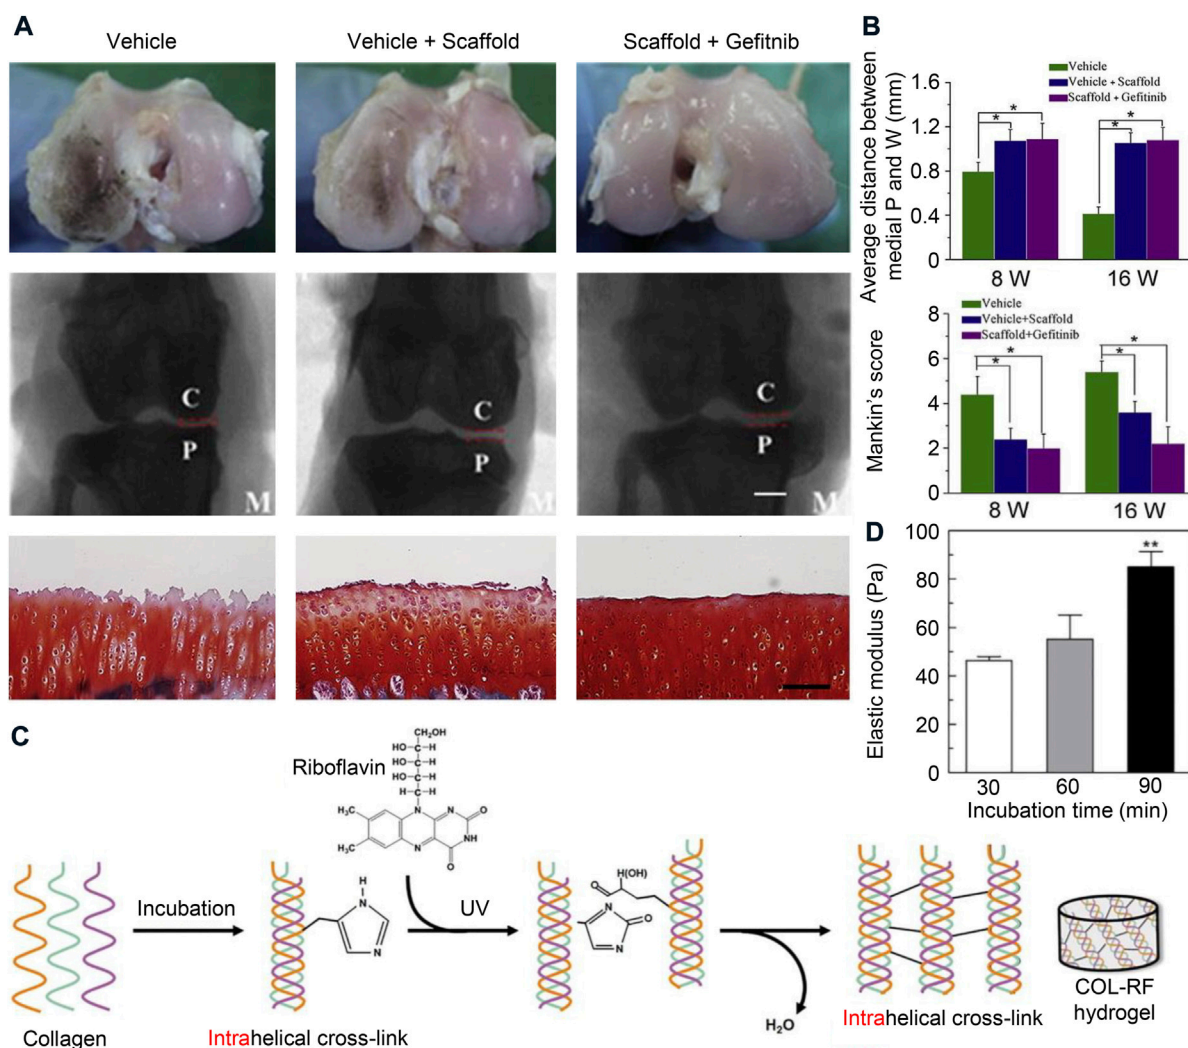 A
Vehicle
Vehicle + Scaffold
Scaffold + Gefitnib
C
P
M
C
P
M
C
P
M
B
Average distance between
medial P and W (mm)
Vehicle
Vehicle + Scaffold
Scaffold + Gefitinib
1.6
1.2
0.8
0.4
0
* *
* *
8 W
16 W
Mankin's score
Vehicle
Vehicle+Scaffold
Scaffold+Gefitinib
8
6
4
2
0
* *
* *
8 W
16 W
D
Elastic modulus (Pa)
100
80
60
40
20
0
**
30
60
90
Incubation time (min)
C
Collagen
Incubation
Intrahelical cross-link
H
N
N
Riboflavin
CH₂OH
HO C H
HO C H
HO C H
H C H
H₃C
H₃C
N
N
O
NH
N
O
UV
O
H(OH)
N
O
N
H₂O
Intrahelical cross-link
COL-RF
hydrogel